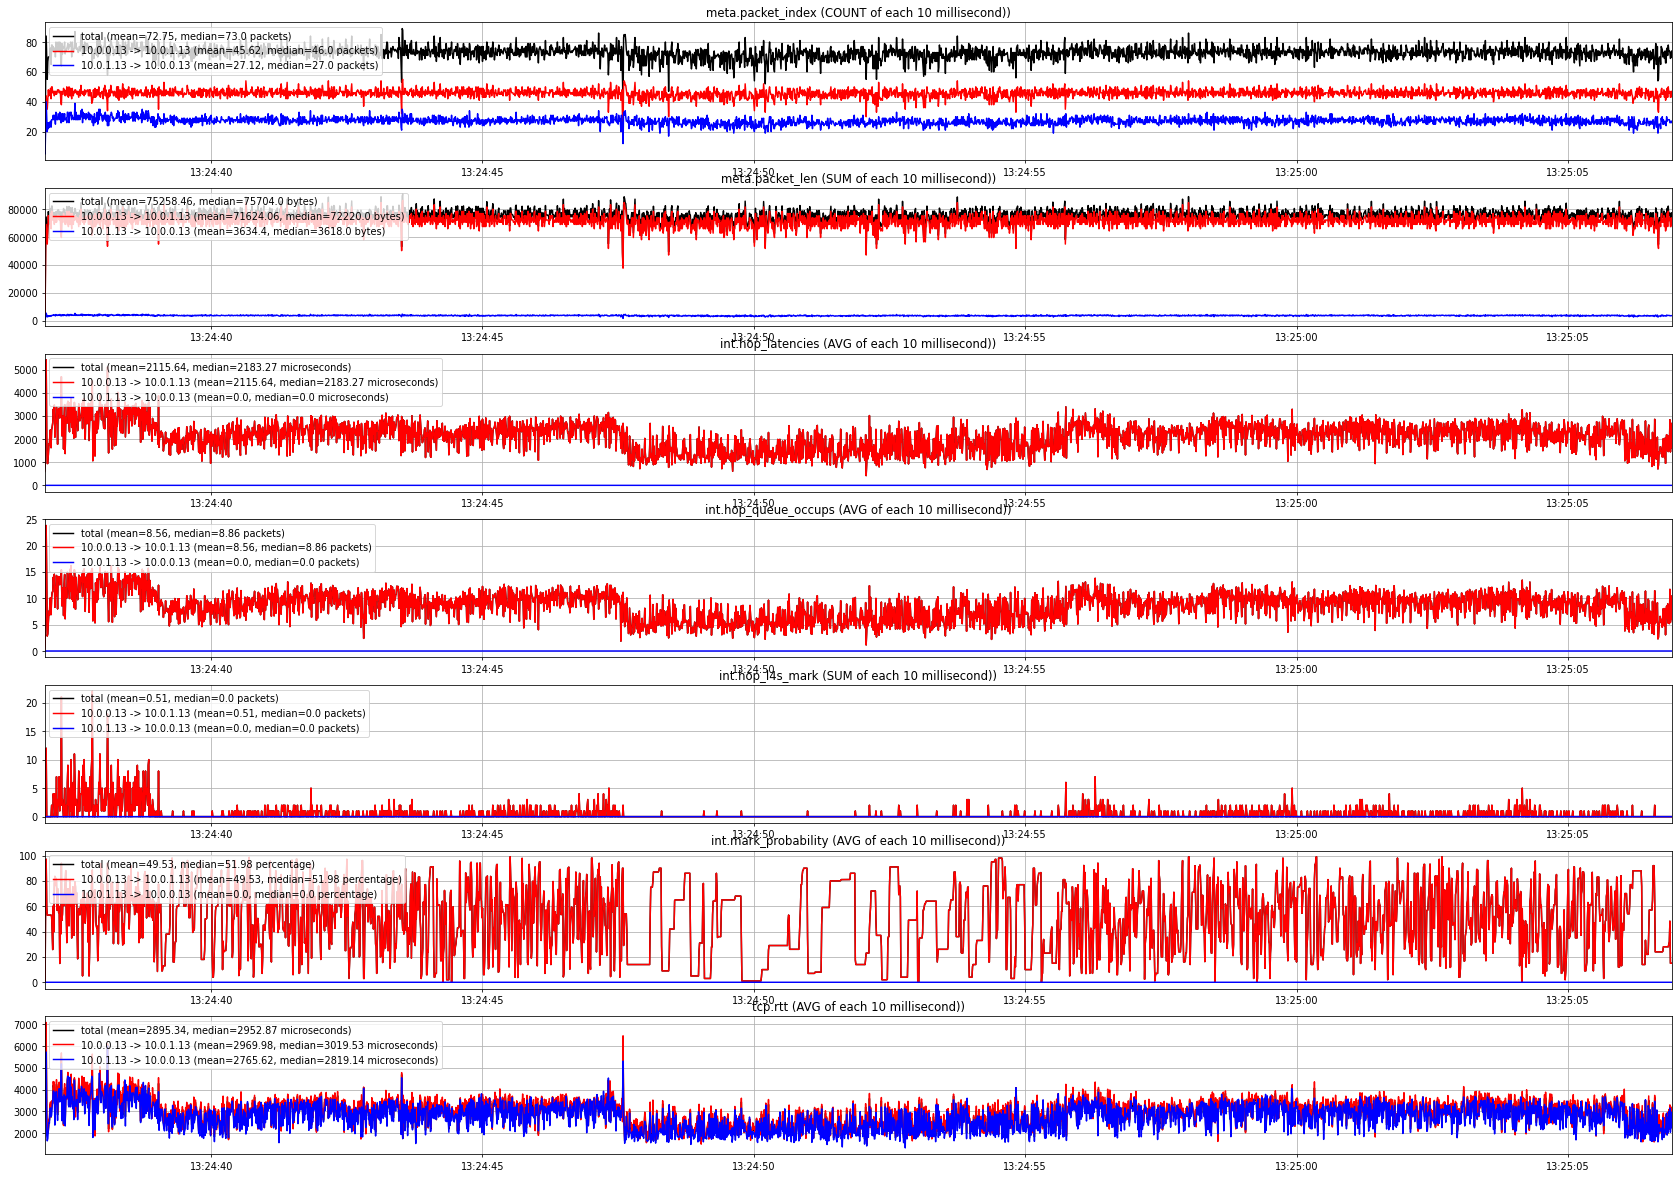 meta.packet_index (COUNT of each 10 millisecond))
total (mean=72.75, median=73.0 packets)
10.0.0.13 -> 10.0.1.13 (mean=45.62, median=46.0 packets)
10.0.1.13 -> 10.0.0.13 (mean=27.12, median=27.0 packets)
80
60
40
20
13:24:40 13:24:45 13:24:50 13:24:55 13:25:00 13:25:05
meta.packet_len (SUM of each 10 millisecond))
total (mean=75258.46, median=75704.0 bytes)
10.0.0.13 -> 10.0.1.13 (mean=71624.06, median=72220.0 bytes)
10.0.1.13 -> 10.0.0.13 (mean=3634.4, median=3618.0 bytes)
80000
60000
40000
20000
0
13:24:40 13:24:45 13:24:50 13:24:55 13:25:00 13:25:05
int.hop_latencies (AVG of each 10 millisecond))
total (mean=2115.64, median=2183.27 microseconds)
10.0.0.13 -> 10.0.1.13 (mean=2115.64, median=2183.27 microseconds)
10.0.1.13 -> 10.0.0.13 (mean=0.0, median=0.0 microseconds)
5000
4000
3000
2000
1000
0
13:24:40 13:24:45 13:24:50 13:24:55 13:25:00 13:25:05
int.hop_queue_occups (AVG of each 10 millisecond))
total (mean=8.56, median=8.86 packets)
10.0.0.13 -> 10.0.1.13 (mean=8.56, median=8.86 packets)
10.0.1.13 -> 10.0.0.13 (mean=0.0, median=0.0 packets)
25
20
15
10
5
0
13:24:40 13:24:45 13:24:50 13:24:55 13:25:00 13:25:05
int.hop_l4s_mark (SUM of each 10 millisecond))
total (mean=0.51, median=0.0 packets)
10.0.0.13 -> 10.0.1.13 (mean=0.51, median=0.0 packets)
10.0.1.13 -> 10.0.0.13 (mean=0.0, median=0.0 packets)
20
15
10
5
0
13:24:40 13:24:45 13:24:50 13:24:55 13:25:00 13:25:05
int.mark_probability (AVG of each 10 millisecond))
total (mean=49.53, median=51.98 percentage)
10.0.0.13 -> 10.0.1.13 (mean=49.53, median=51.98 percentage)
10.0.1.13 -> 10.0.0.13 (mean=0.0, median=0.0 percentage)
100
80
60
40
20
0
13:24:40 13:24:45 13:24:50 13:24:55 13:25:00 13:25:05
tcp.rtt (AVG of each 10 millisecond))
total (mean=2895.34, median=2952.87 microseconds)
10.0.0.13 -> 10.0.1.13 (mean=2969.98, median=3019.53 microseconds)
10.0.1.13 -> 10.0.0.13 (mean=2765.62, median=2819.14 microseconds)
7000
6000
5000
4000
3000
2000
13:24:40 13:24:45 13:24:50 13:24:55 13:25:00 13:25:05